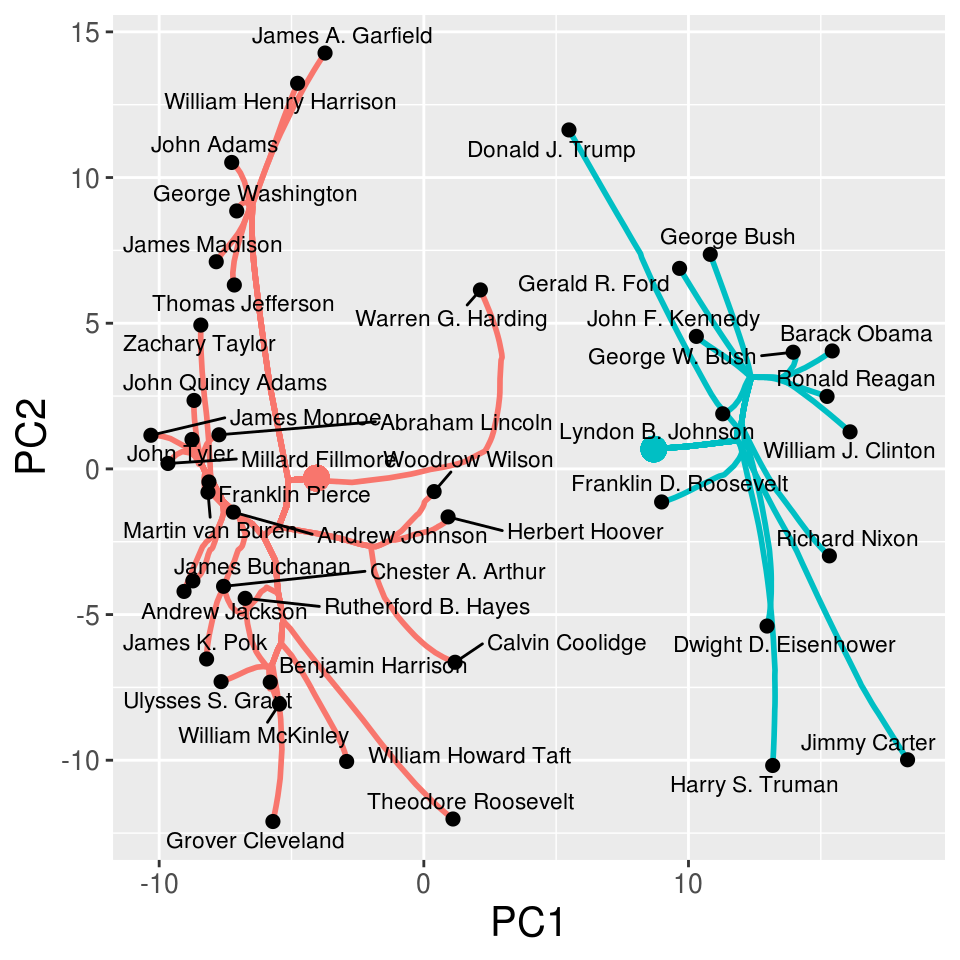 James A. Garfield
15
William Henry Harrison
John Adams
Donald J. Trump
10
George Washington
George Bush
James Madison
Gerald R. Ford
Thomas Jefferson
Warren G. Harding
John F. Kennedy
5
Barack Obama
Zachary Taylor
George W. Bush
John Quincy Adams
Ronald Reagan
James Monroe
Abraham Lincoln
Lyndon B. Johnson
John Tyler
Millard Fillmore
Woodrow Wilson
William J. Clinton
0
Franklin D. Roosevelt
Franklin Pierce
Martin van Buren
Andrew Johnson
Herbert Hoover
Richard Nixon
James Buchanan
Chester A. Arthur
-5
Andrew Jackson
Rutherford B. Hayes
James K. Polk
Calvin Coolidge
Dwight D. Eisenhower
Benjamin Harrison
Ulysses S. Grant
William McKinley
Jimmy Carter
William Howard Taft
-10
Harry S. Truman
Theodore Roosevelt
Grover Cleveland
-10
0
10
PC1
PC2